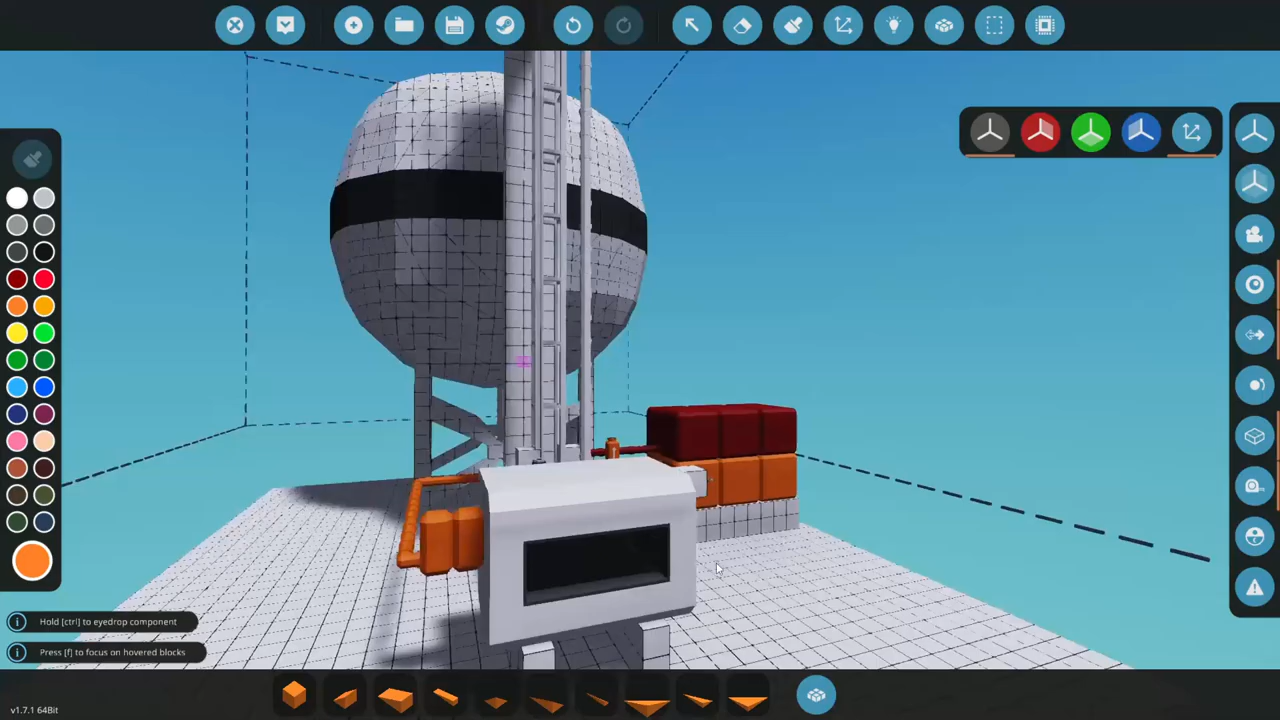 Hold [ctrl] to eyedrop component
Press [f] to focus on hovered blocks
v1.7.1 64Bit